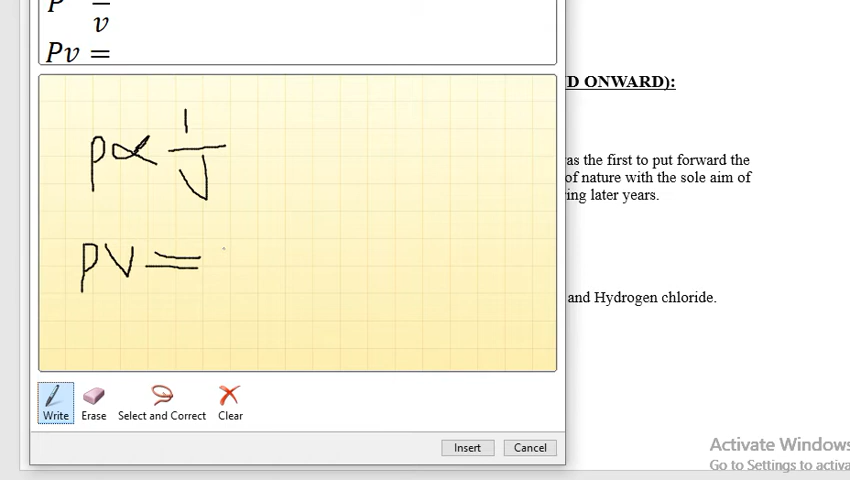 P =
v
Pv =
D ONWARD):
P ∝ 1/V
as the first to put forward the
of nature with the sole aim of
ing later years.
PV =
and Hydrogen chloride.
Write Erase Select and Correct Clear
Insert Cancel
Activate Windows
Go to Settings to activa